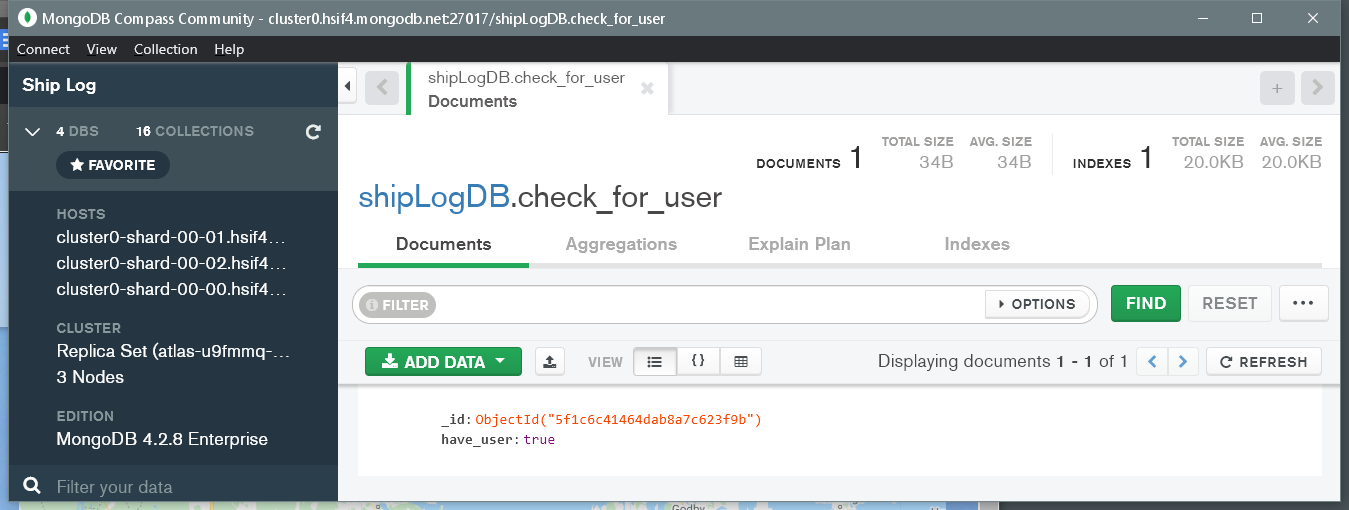 MongoDB Compass Community - cluster0.hsif4.mongodb.net:27017/shipLogDB.check_for_user
Connect View Collection Help
Ship Log
4 DBS 16 COLLECTIONS
FAVORITE
HOSTS
cluster0-shard-00-01.hsif4...
cluster0-shard-00-02.hsif4...
cluster0-shard-00-00.hsif4...
CLUSTER
Replica Set (atlas-u9fmmq-...
3 Nodes
EDITION
MongoDB 4.2.8 Enterprise
Filter your data
shipLogDB.check_for_user
Documents
DOCUMENTS 1 TOTAL SIZE 34B AVG. SIZE 34B
INDEXES 1 TOTAL SIZE 20.0KB AVG. SIZE 20.0KB
shipLogDB.check_for_user
Documents Aggregations Explain Plan Indexes
FILTER OPTIONS FIND RESET ...
ADD DATA VIEW {} Displaying documents 1 - 1 of 1 < > REFRESH
_id: ObjectId("5f1c6c41464dab8a7c623f9b")
have_user: true
Godby